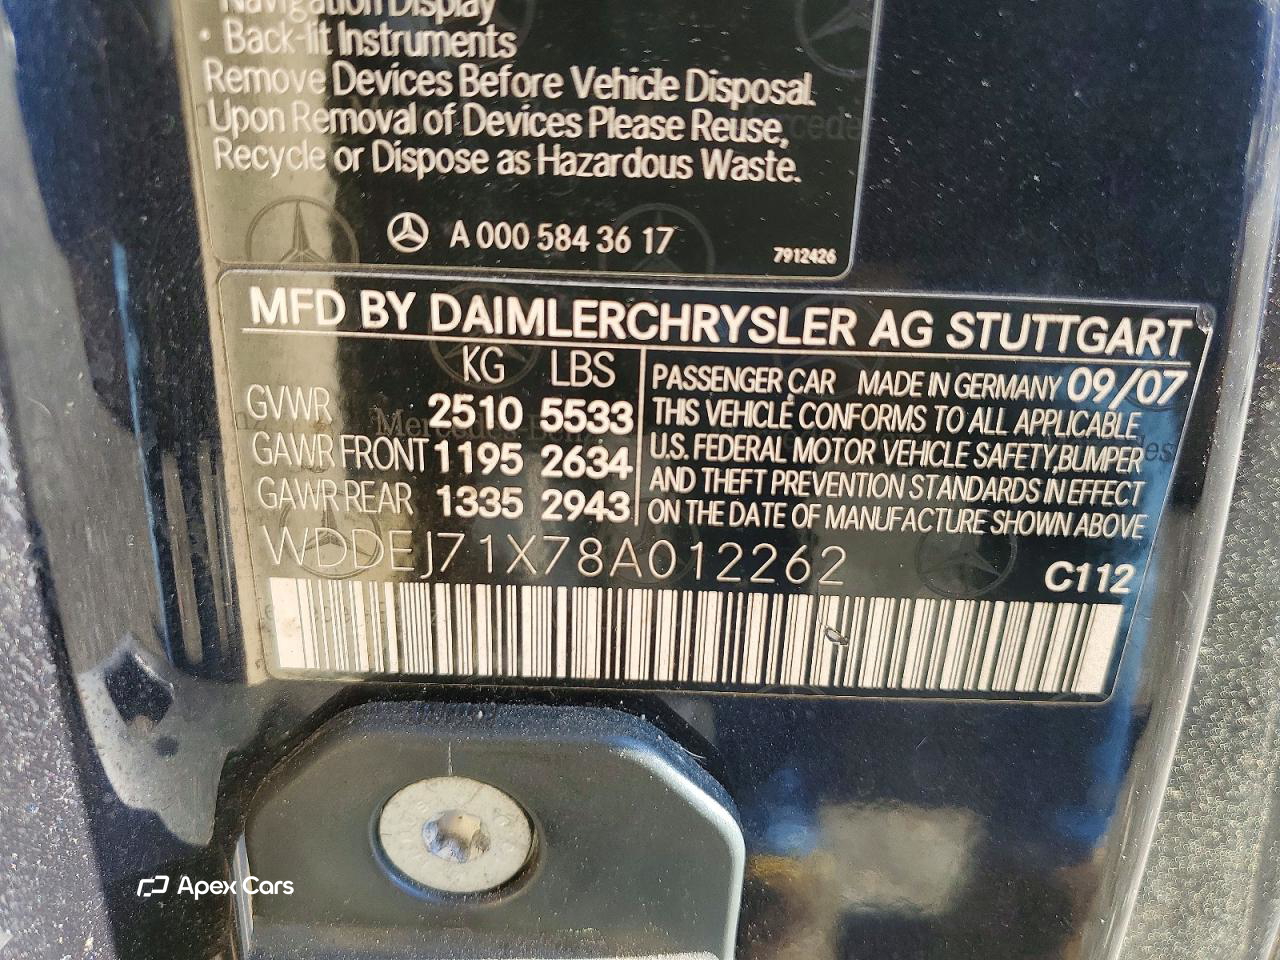 Navigation Display
• Back-lit Instruments
Remove Devices Before Vehicle Disposal.
Upon Removal of Devices Please Reuse,
Recycle or Dispose as Hazardous Waste.
A 000 584 36 17
7912426
MFD BY DAIMLERCHRYSLER AG STUTTGART
KG LBS
GVWR 2510 5533
GAWR FRONT 1195 2634
GAWR REAR 1335 2943
PASSENGER CAR MADE IN GERMANY 09/07
THIS VEHICLE CONFORMS TO ALL APPLICABLE
U.S. FEDERAL MOTOR VEHICLE SAFETY,BUMPER
AND THEFT PREVENTION STANDARDS IN EFFECT
ON THE DATE OF MANUFACTURE SHOWN ABOVE
WDDEJ71X78A012262
C112
Apex Cars